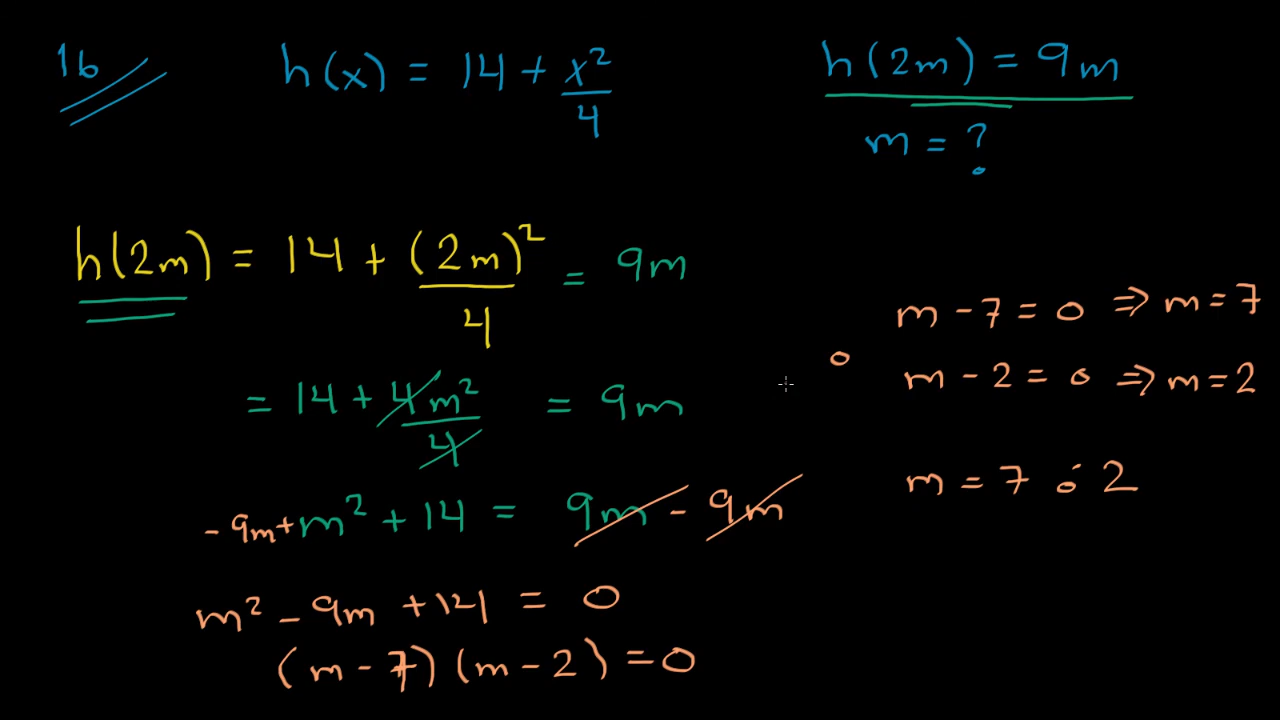 16
h(x) = 14 + x²/4
h(2m) = 9m
m = ?
h(2m) = 14 + (2m)²/4 = 9m
= 14 + 4m²/4 = 9m
-9m + m² + 14 = 9m - 9m
m² - 9m + 14 = 0
(m - 7)(m - 2) = 0
m - 7 = 0 ⇒ m = 7
o
m - 2 = 0 ⇒ m = 2
m = 7 ó 2